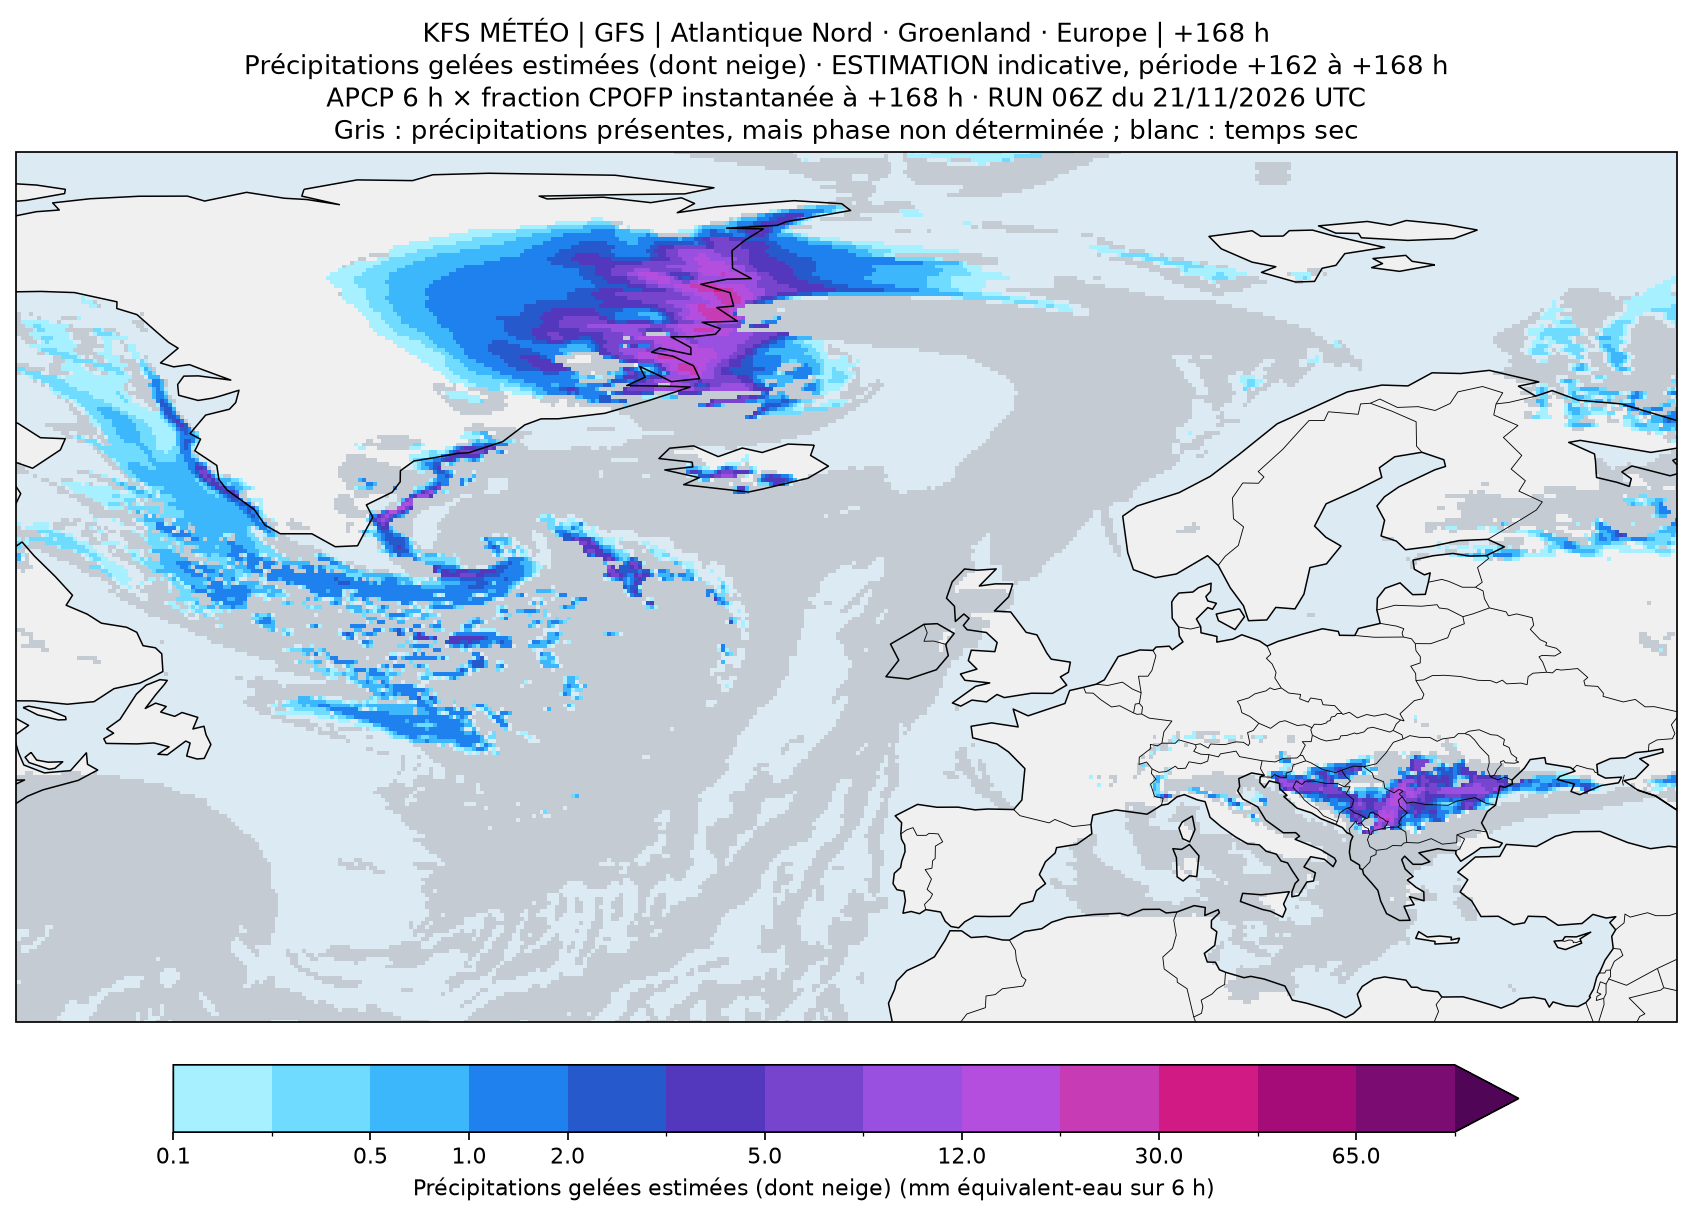 KFS MÉTÉO | GFS | Atlantique Nord · Groenland · Europe | +168 h
Précipitations gelées estimées (dont neige) · ESTIMATION indicative, période +162 à +168 h
APCP 6 h × fraction CPOFP instantanée à +168 h · RUN 06Z du 21/11/2026 UTC
Gris : précipitations présentes, mais phase non déterminée ; blanc : temps sec
0.1 0.5 1.0 2.0 5.0 12.0 30.0 65.0
Précipitations gelées estimées (dont neige) (mm équivalent-eau sur 6 h)